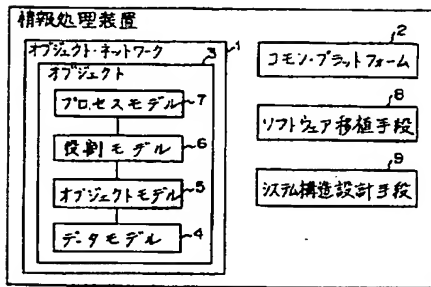 情報処理装置
オブジェクト・ネットワーク
1
3
オブジェクト
プロセスモデル
7
役割モデル
6
オブジェクトモデル
5
データモデル
4
2
コモン・プラットフォーム
8
ソフトウェア移植手段
9
システム構造設計手段